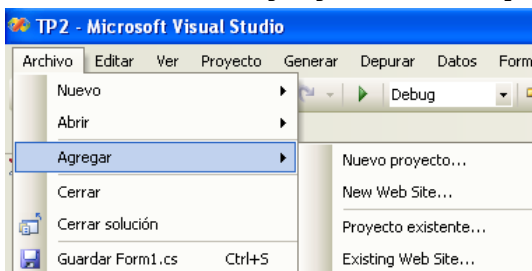 TP2 - Microsoft Visual Studio
Archivo Editar Ver Proyecto Generar Depurar Datos Form
Nuevo Debug
Abrir
Agregar Nuevo proyecto...
Cerrar New Web Site...
Cerrar solución Proyecto existente...
Guardar Form1.cs Ctrl+S Existing Web Site...